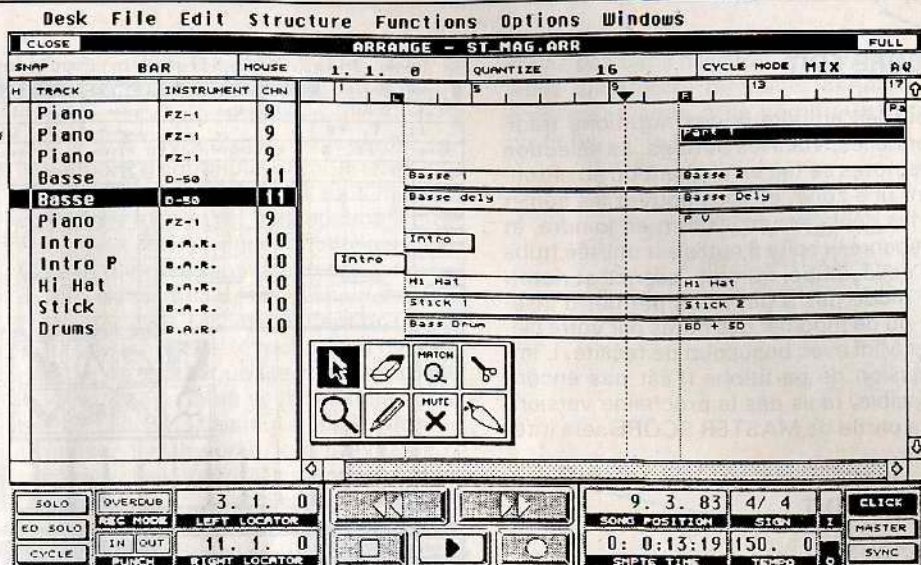 Desk File Edit Structure Functions Options Windows
CLOSE ARRANGE - ST_MAG.ARR FULL
SNAP BAR MOUSE 1. 1. 0 QUANTIZE 16 CYCLE MODE MIX AQ
H TRACK INSTRUMENT CHN 1 5 9 13 17
Piano FZ-1 9 Pa
Piano FZ-1 9 Part 1
Piano FZ-1 9
Basse D-50 11 Basse 1 Basse 2
Basse D-50 11 Basse dely Basse Dely
Piano FZ-1 9 P V
Intro B.A.R. 10 Intro
Intro P B.A.R. 10 Intro
Hi Hat B.A.R. 10 Hi Hat Hi Hat
Stick B.A.R. 10 Stick 1 Stick 2
Drums B.A.R. 10 Bass Drum BD + SD
MATCH
Q
MUTE
SOLO OVERDUB 3. 1. 0 9. 3. 83 4/ 4 CLICK
REC MODE LEFT LOCATOR SONG POSITION SIGN I
ED SOLO MASTER
IN OUT 11. 1. 0 0: 0:13:19 150. 0
CYCLE PUNCH RIGHT LOCATOR SMPTE TIME TEMPO O SYNC